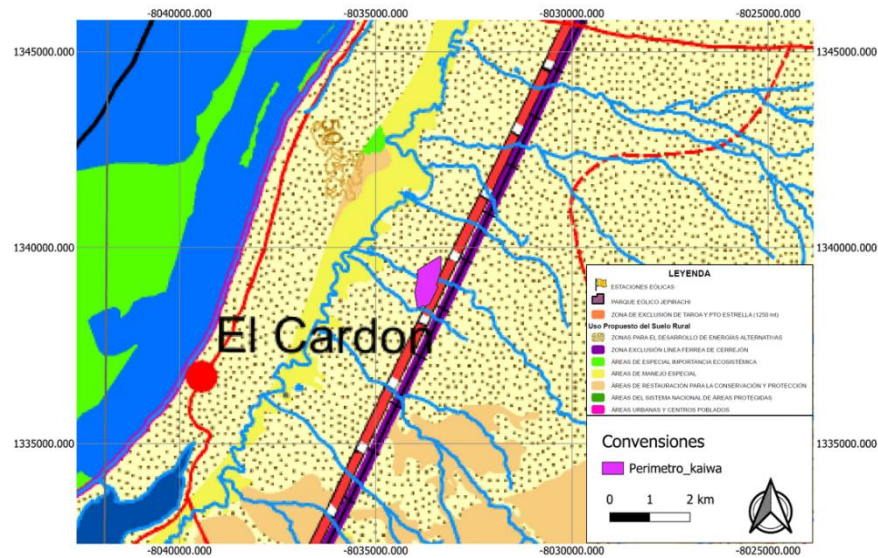 -8040000.000 -8035000.000 -8030000.000 -8025000.000
1345000.000 1345000.000
1340000.000 1340000.000
El Cardon
LEYENDA
ESTACIONES EÓLICAS
PARQUE EOLICO JEPIRACHI
ZONA DE EXCLUSIÓN DE TAROA Y PTO ESTRELLA (1250 mt)
Uso Propuesto del Suelo Rural
ZONAS PARA EL DESARROLLO DE ENERGÍAS ALTERNATIVAS
ZONA EXCLUSIÓN LINEA FERREA DE CERREJÓN
ÁREAS DE ESPECIAL IMPORTANCIA ECOSISTÉMICA
ÁREAS DE MANEJO ESPECIAL
ÁREAS DE RESTAURACIÓN PARA LA CONSERVACIÓN Y PROTECCIÓN
ÁREAS DEL SISTEMA NACIONAL DE ÁREAS PROTEGIDAS
ÁREAS URBANAS Y CENTROS POBLADOS
1335000.000 1335000.000
Convensiones
Perimetro_kaiwa
0 1 2 km
-8040000.000 -8035000.000 -8030000.000 -8025000.000